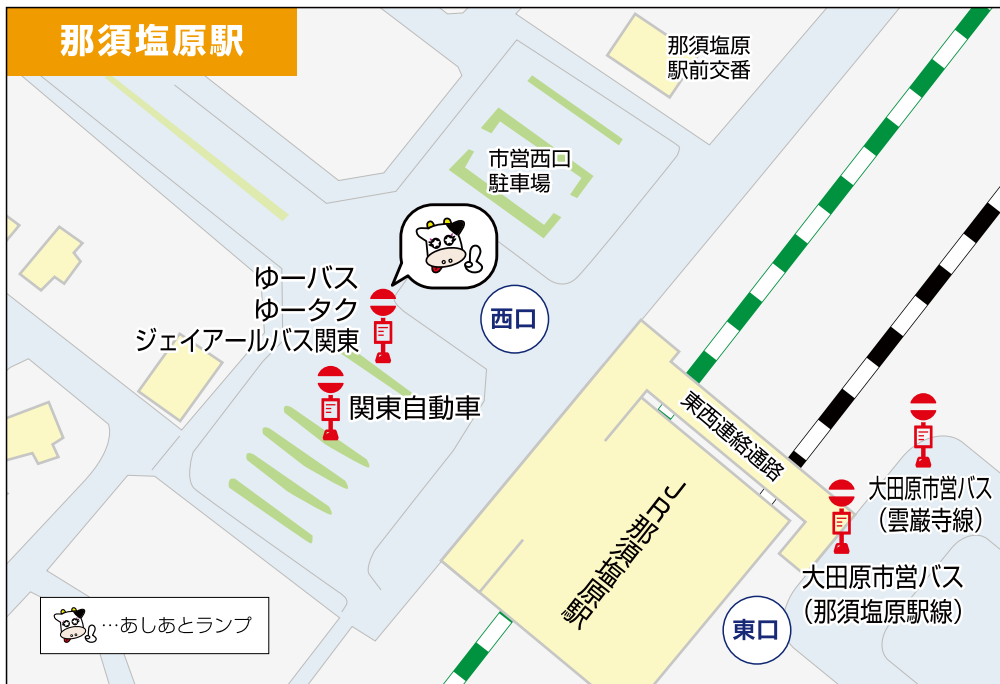 那須塩原駅
那須塩原
駅前交番
市営西口
駐車場
ゆーバス
ゆータク
ジェイアールバス関東
西口
関東自動車
東西連絡通路
JR那須塩原駅
大田原市営バス
（雲巌寺線）
大田原市営バス
（那須塩原駅線）
東口
…あしあとランプ